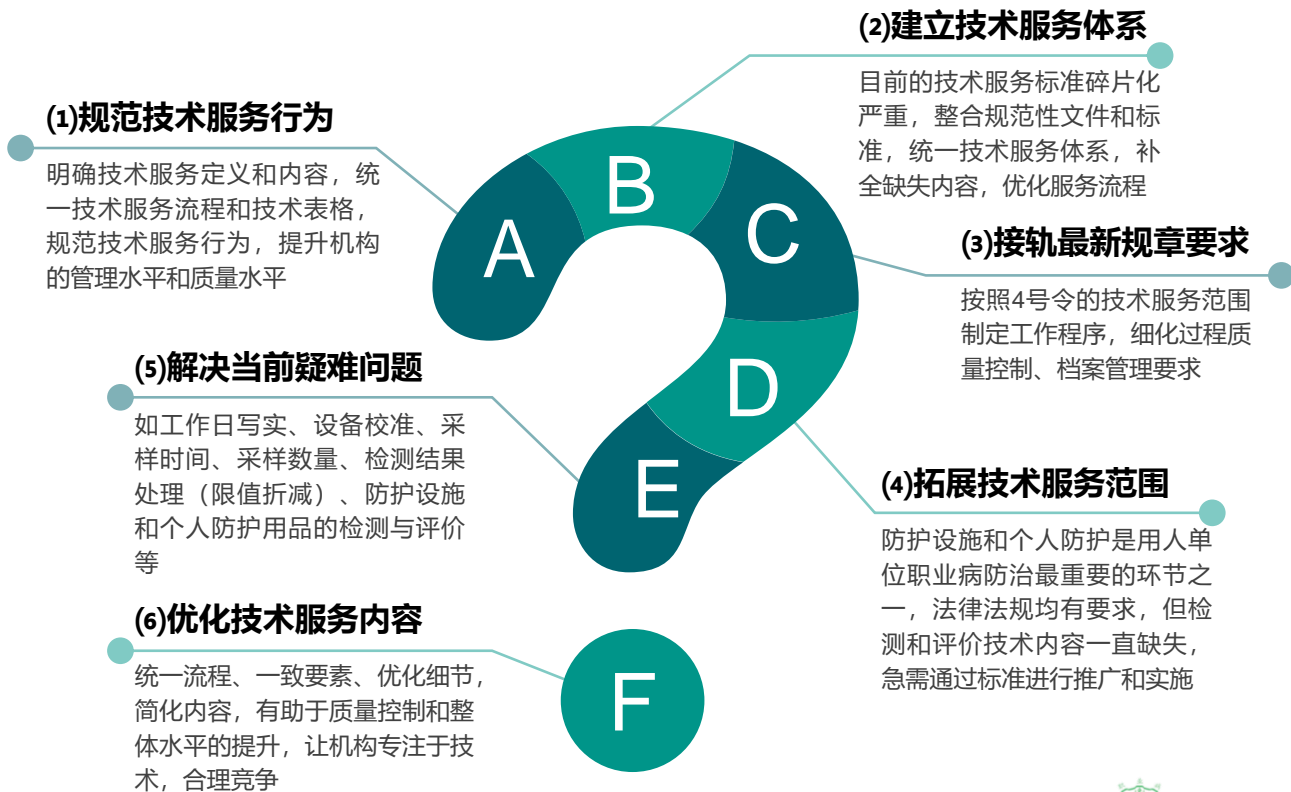 (1)规范技术服务行为
明确技术服务定义和内容，统
一技术服务流程和技术表格，
规范技术服务行为，提升机构
的管理水平和质量水平
(2)建立技术服务体系
目前的技术服务标准碎片化
严重，整合规范性文件和标
准，统一技术服务体系，补
全缺失内容，优化服务流程
(3)接轨最新规章要求
按照4号令的技术服务范围
制定工作程序，细化过程质
量控制、档案管理要求
(4)拓展技术服务范围
防护设施和个人防护是用人单
位职业病防治最重要的环节之
一，法律法规均有要求，但检
测和评价技术内容一直缺失，
急需通过标准进行推广和实施
(5)解决当前疑难问题
如工作日写实、设备校准、采
样时间、采样数量、检测结果
处理（限值折减）、防护设施
和个人防护用品的检测与评价
等
(6)优化技术服务内容
统一流程、一致要素、优化细节，
简化内容，有助于质量控制和整
体水平的提升，让机构专注于技
术，合理竞争
A
B
C
D
E
F